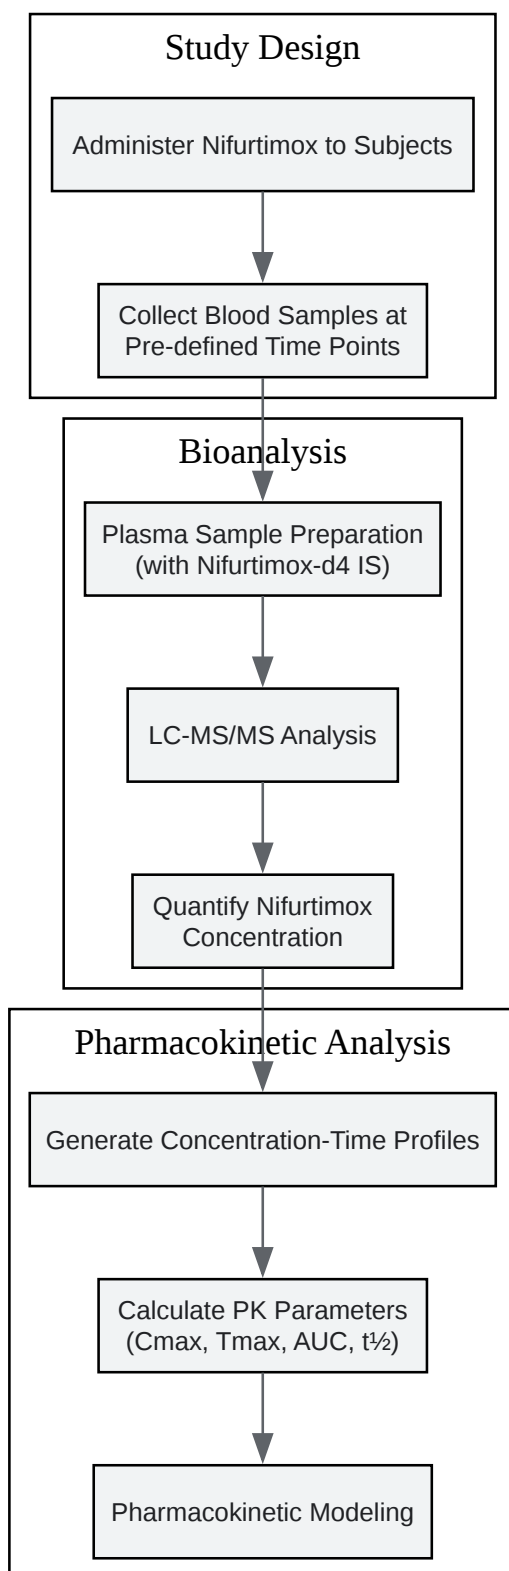 Study Design
Administer Nifurtimox to Subjects
Collect Blood Samples at
Pre-defined Time Points
Bioanalysis
Plasma Sample Preparation
(with Nifurtimox-d4 IS)
LC-MS/MS Analysis
Quantify Nifurtimox
Concentration
Pharmacokinetic Analysis
Generate Concentration-Time Profiles
Calculate PK Parameters
(Cmax, Tmax, AUC, t½)
Pharmacokinetic Modeling